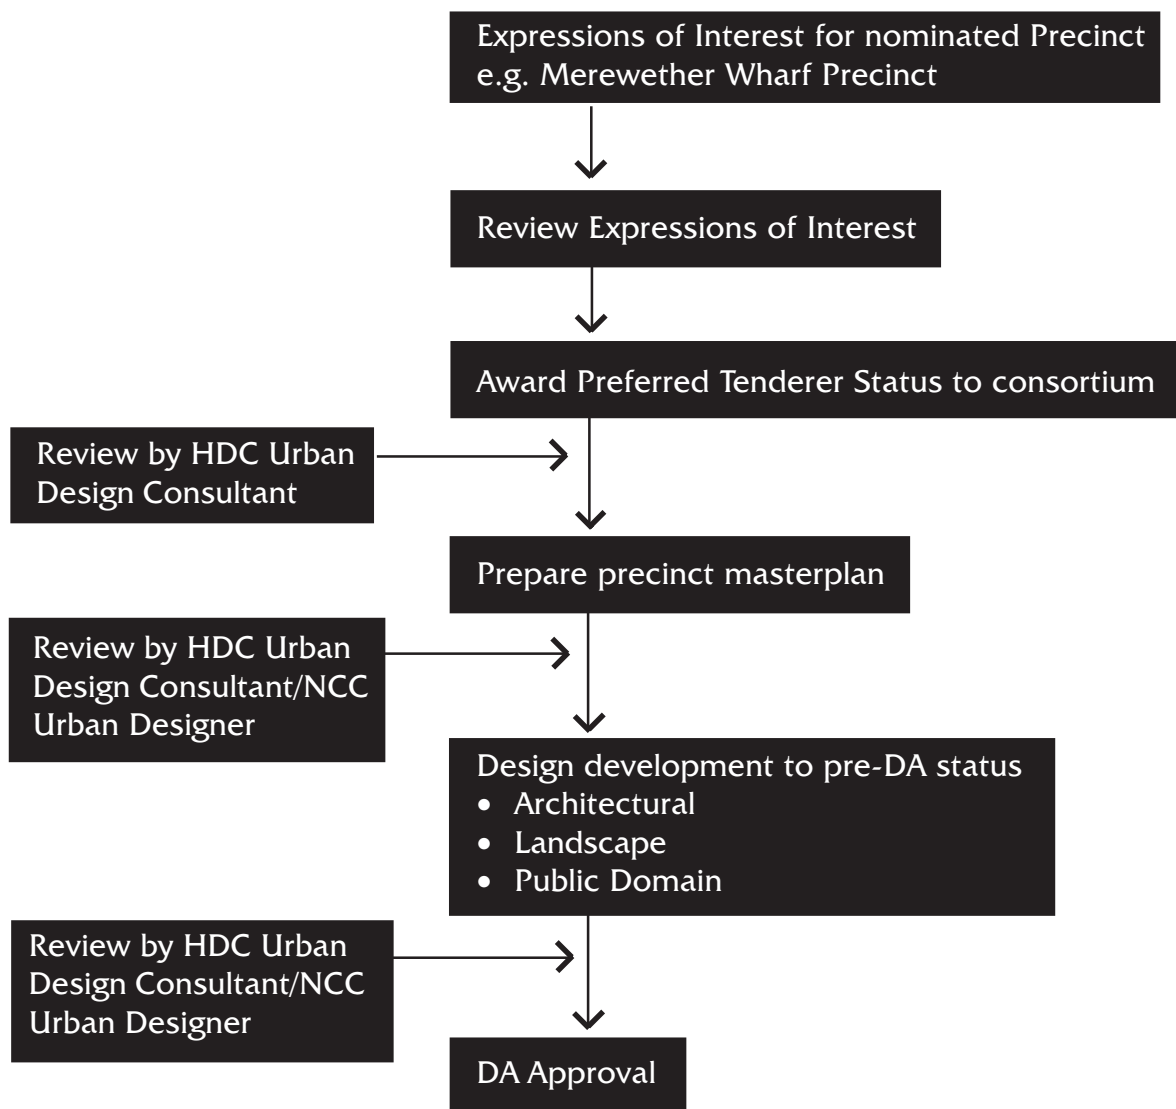 Expressions of Interest for nominated Precinct
e.g. Merewether Wharf Precinct
Review Expressions of Interest
Award Preferred Tenderer Status to consortium
Review by HDC Urban
Design Consultant
Prepare precinct masterplan
Review by HDC Urban
Design Consultant/NCC
Urban Designer
Design development to pre-DA status
• Architectural
• Landscape
• Public Domain
Review by HDC Urban
Design Consultant/NCC
Urban Designer
DA Approval